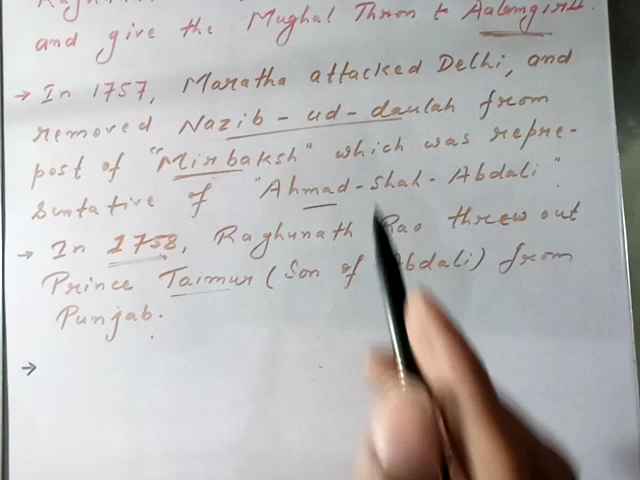 and give the Mughal Thron to Aalamgir II.
→ In 1757, Maratha attacked Delhi, and
removed Nazib-ud-daulah from
post of "Mirbaksh" which was repre-
sentative of "Ahmad-Shah-Abdali"
→ In 1758, Raghunath Rao threw out
Prince Taimur (Son of Abdali) from
Punjab.
→